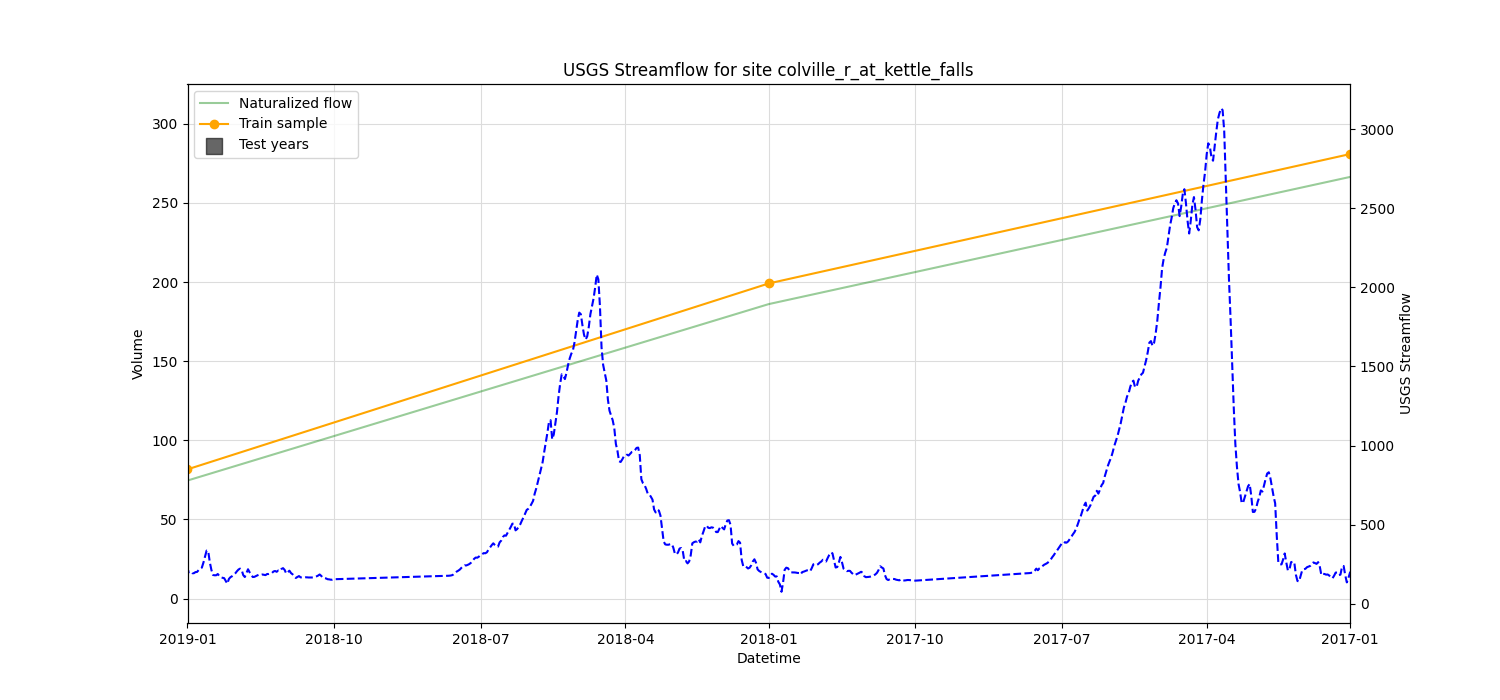 USGS Streamflow for site colville_r_at_kettle_falls
Naturalized flow
Train sample
Test years
Volume
300
250
200
150
100
50
0
3000
2500
2000
1500
1000
500
0
USGS Streamflow
2019-01 2018-10 2018-07 2018-04 2018-01 2017-10 2017-07 2017-04 2017-01
Datetime